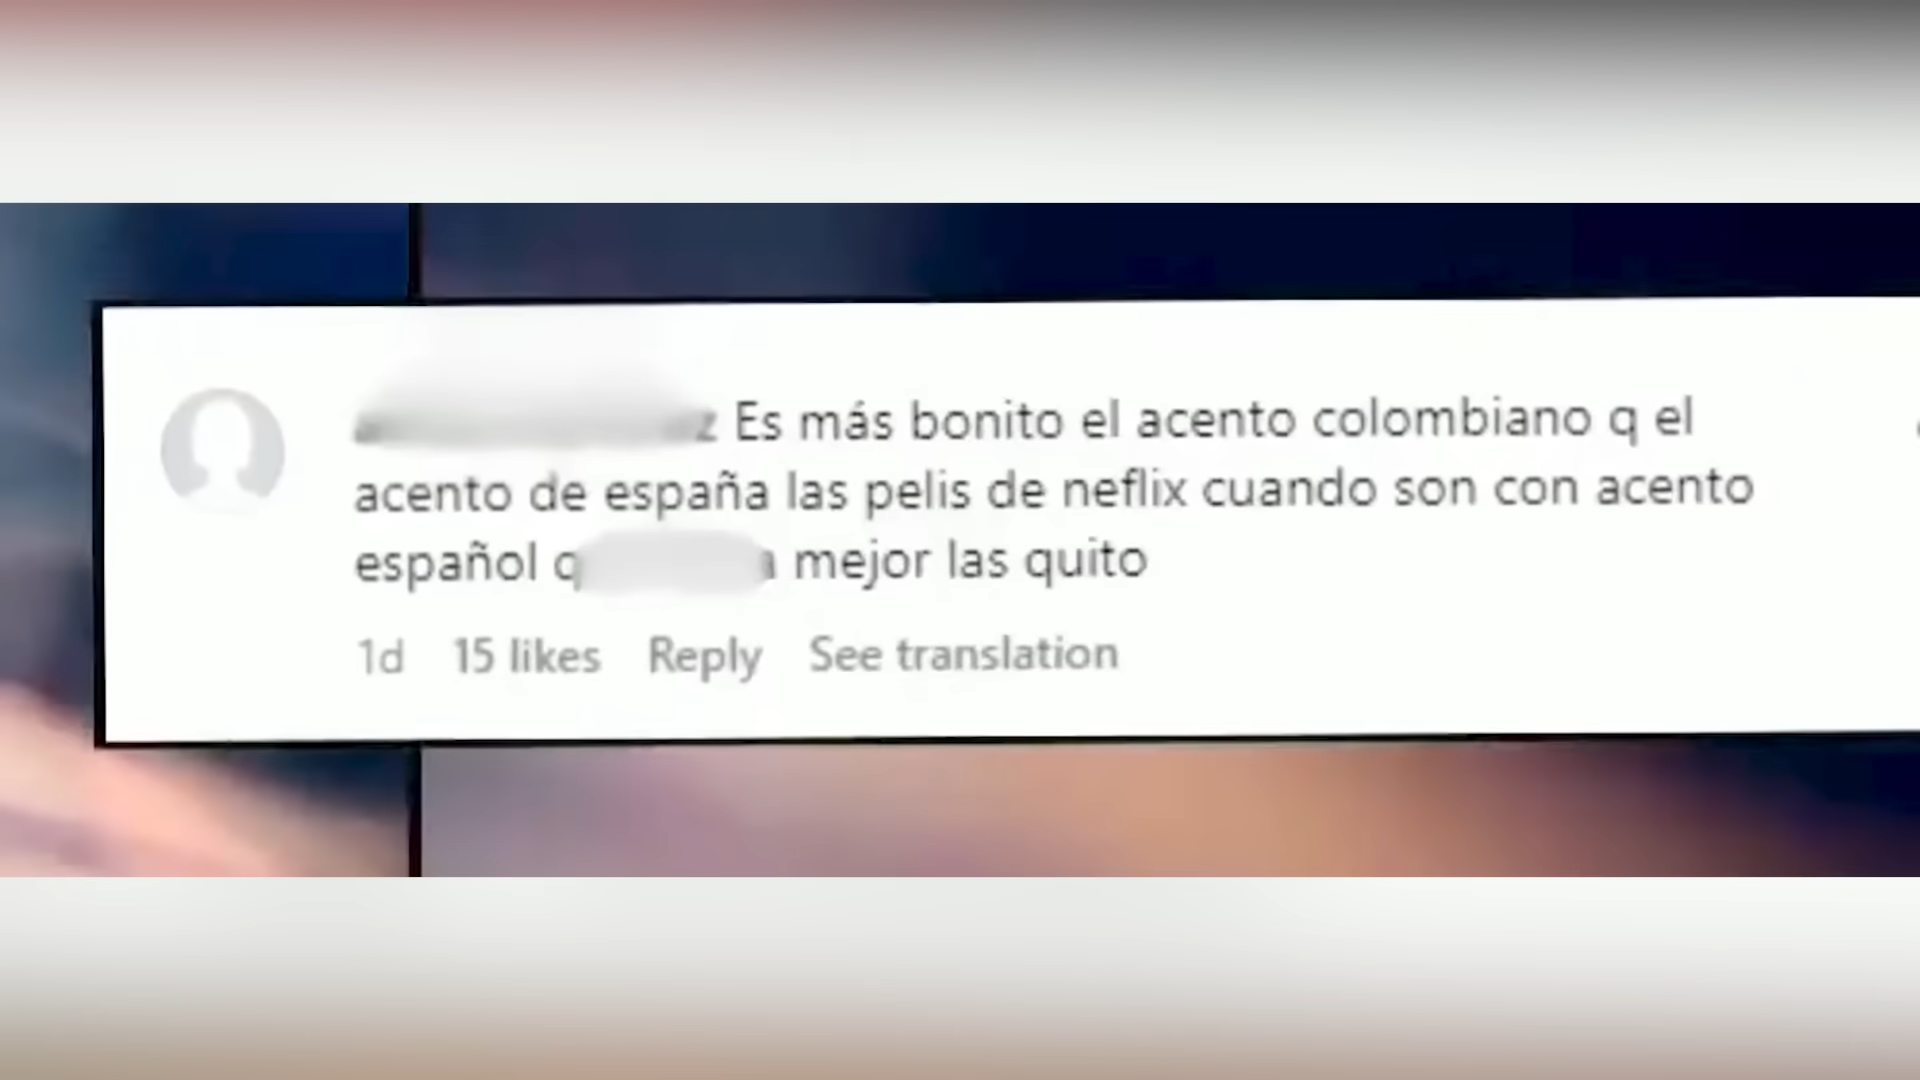 Es más bonito el acento colombiano q el
acento de españa las pelis de neflix cuando son con acento
español mejor las quito
1d 15 likes Reply See translation